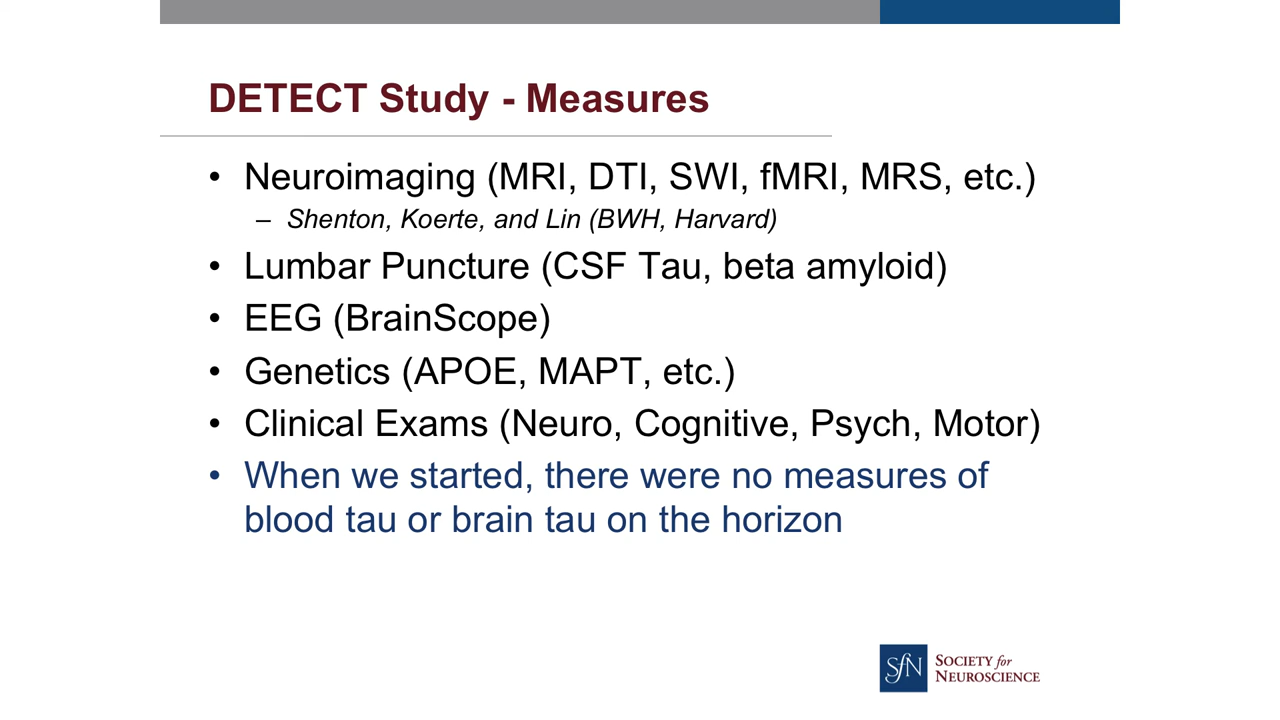 DETECT Study - Measures
• Neuroimaging (MRI, DTI, SWI, fMRI, MRS, etc.)
– Shenton, Koerte, and Lin (BWH, Harvard)
• Lumbar Puncture (CSF Tau, beta amyloid)
• EEG (BrainScope)
• Genetics (APOE, MAPT, etc.)
• Clinical Exams (Neuro, Cognitive, Psych, Motor)
• When we started, there were no measures of
blood tau or brain tau on the horizon
SfN
SOCIETY for
NEUROSCIENCE